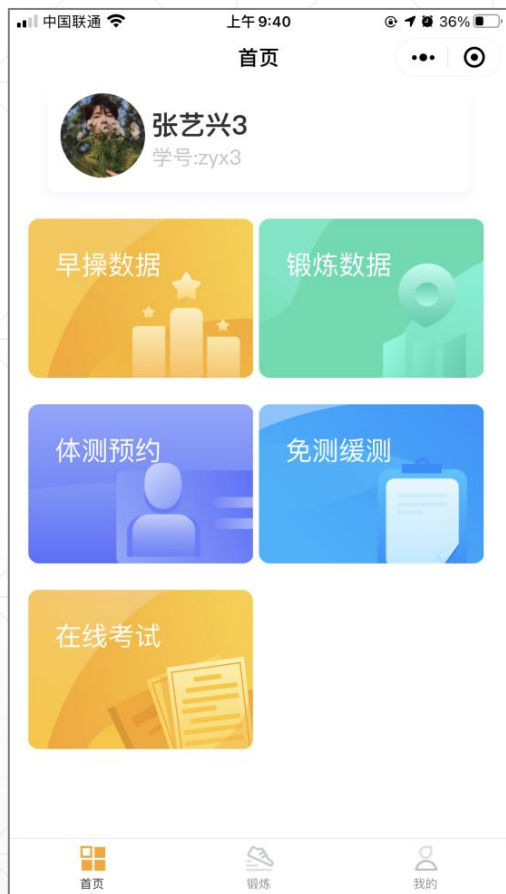 中国联通 上午9:40 36%
首页
张艺兴3
学号:zyx3
早操数据 锻炼数据
体测预约 免测缓测
在线考试
首页 锻炼 我的